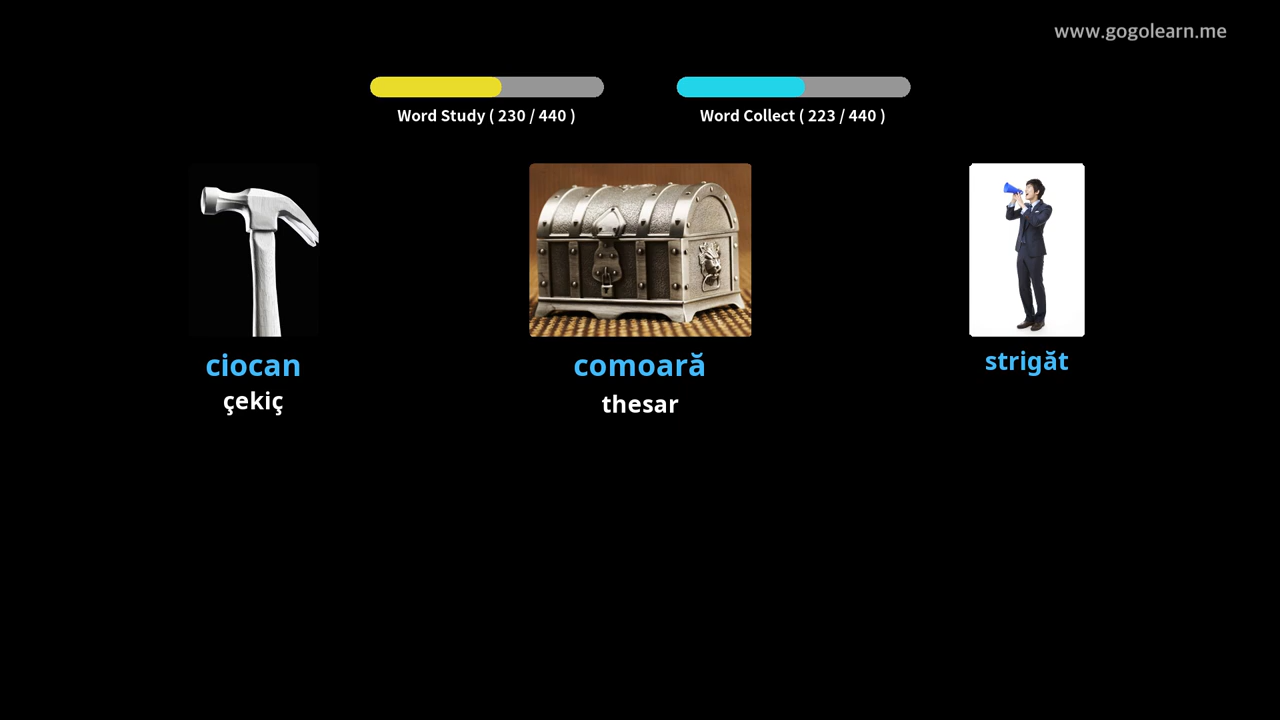 www.gogolearn.me
Word Study ( 230 / 440 )
Word Collect ( 223 / 440 )
ciocan
çekiç
comoară
thesar
strigăt